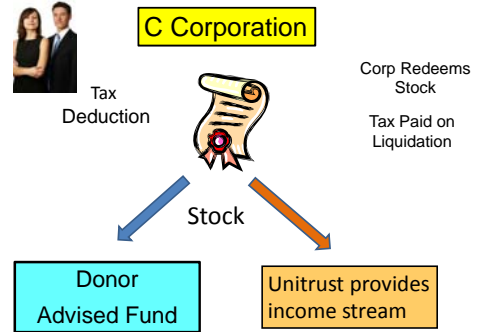 C Corporation
Tax
Deduction
Corp Redeems
Stock
Tax Paid on
Liquidation
Stock
Donor
Advised Fund
Unitrust provides
income stream